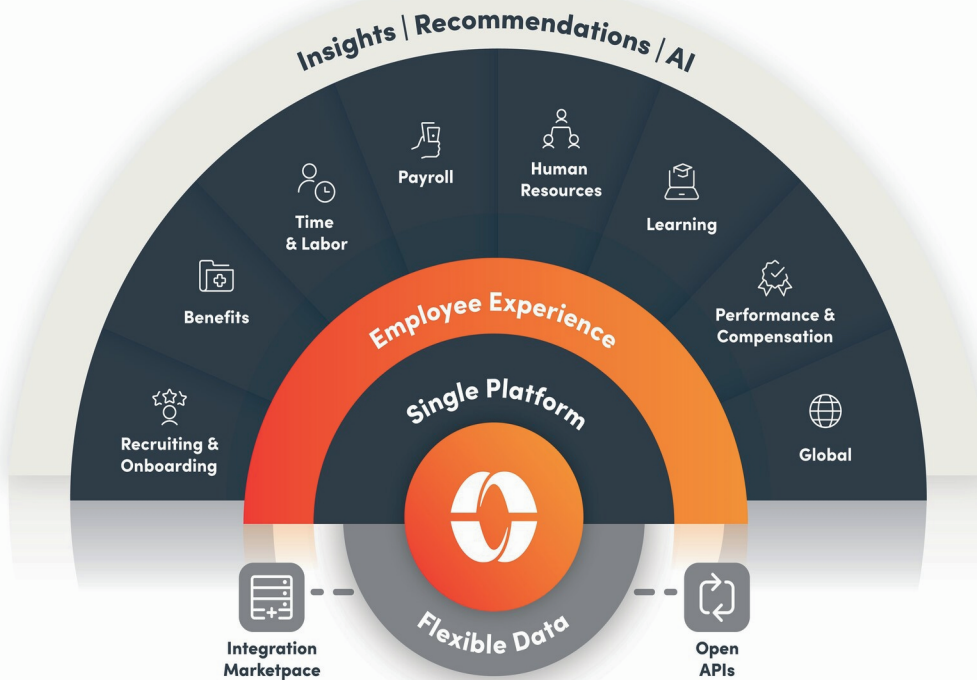 Insights | Recommendations | AI
Recruiting &
Onboarding
Benefits
Time
& Labor
Payroll
Human
Resources
Learning
Performance &
Compensation
Global
Employee Experience
Single Platform
Flexible Data
Integration
Marketpace
Open
APIs